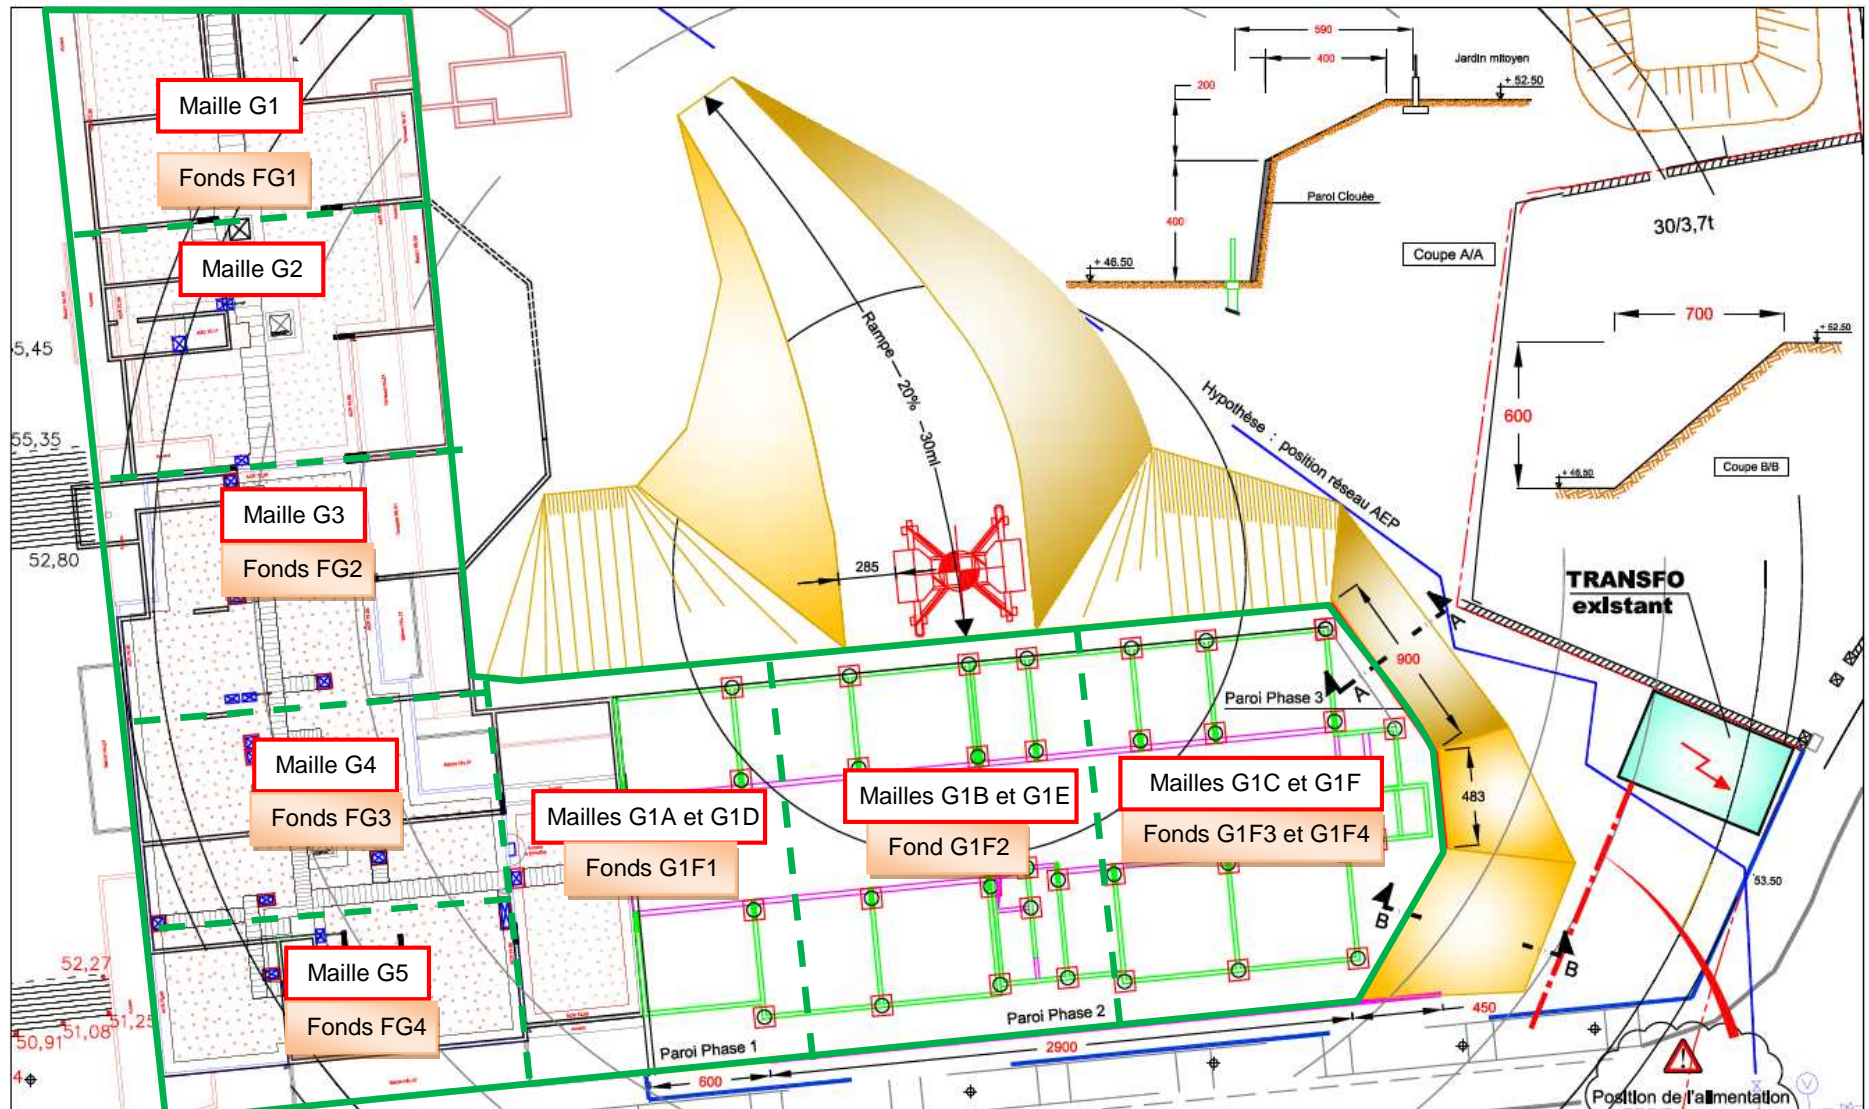 Maille G1
Fonds FG1
Maille G2
Maille G3
Fonds FG2
Maille G4
Fonds FG3
Maille G5
Fonds FG4
Mailles G1A et G1D
Fonds G1F1
Mailles G1B et G1E
Fond G1F2
Mailles G1C et G1F
Fonds G1F3 et G1F4
55,35
52,80
52,27
51,08
50,91
51,25
Rampe 20% 30ml
285
590
400
200
400
Jardin mitoyen
+ 52.50
Paroi Clouée
+ 46.50
Coupe A/A
30/3,7t
700
600
+ 52.50
+ 46.50
Coupe B/B
Hypothése : position réseau AEP
TRANSFO
existant
A
A
900
Paroi Phase 3
483
B
B
53.50
Paroi Phase 2
Paroi Phase 1
600
2900
450
Position de l'alimentation